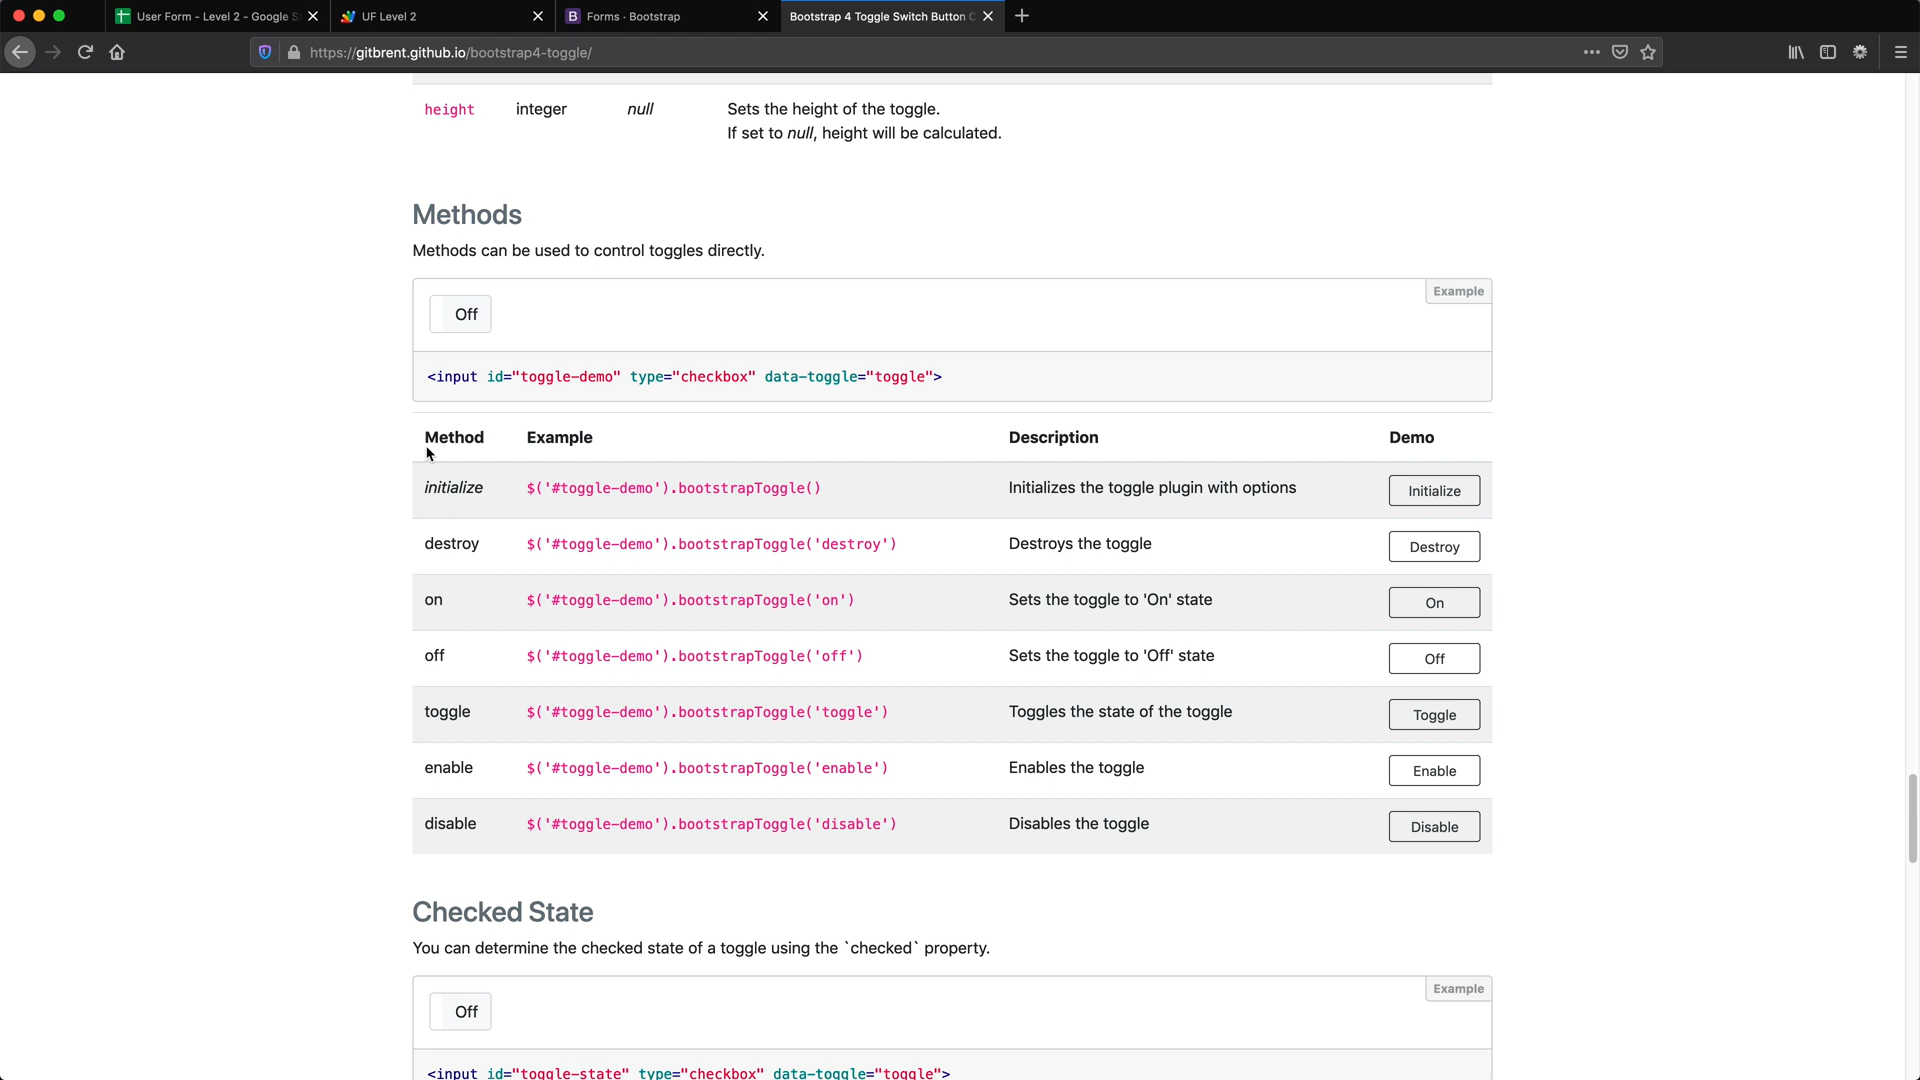 User Form - Level 2 - Google S
UF Level 2
Forms · Bootstrap
Bootstrap 4 Toggle Switch Button
https://gitbrent.github.io/bootstrap4-toggle/
height integer null Sets the height of the toggle.
If set to null, height will be calculated.
Methods
Methods can be used to control toggles directly.
Example
Off
<input id="toggle-demo" type="checkbox" data-toggle="toggle">
Method Example Description Demo
initialize $('#toggle-demo').bootstrapToggle() Initializes the toggle plugin with options Initialize
destroy $('#toggle-demo').bootstrapToggle('destroy') Destroys the toggle Destroy
on $('#toggle-demo').bootstrapToggle('on') Sets the toggle to 'On' state On
off $('#toggle-demo').bootstrapToggle('off') Sets the toggle to 'Off' state Off
toggle $('#toggle-demo').bootstrapToggle('toggle') Toggles the state of the toggle Toggle
enable $('#toggle-demo').bootstrapToggle('enable') Enables the toggle Enable
disable $('#toggle-demo').bootstrapToggle('disable') Disables the toggle Disable
Checked State
You can determine the checked state of a toggle using the `checked` property.
Example
Off
<input id="toggle-state" type="checkbox" data-toggle="toggle">